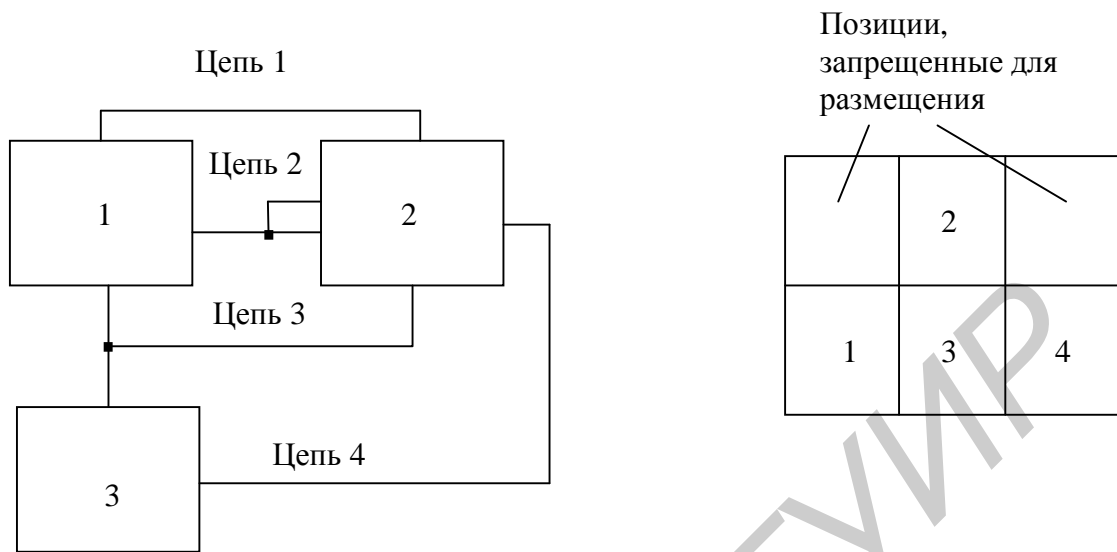 Цепь 1
Цепь 2
1
2
Цепь 3
Цепь 4
3
Позиции,
запрещенные для
размещения
2
1 3 4
ГУИР